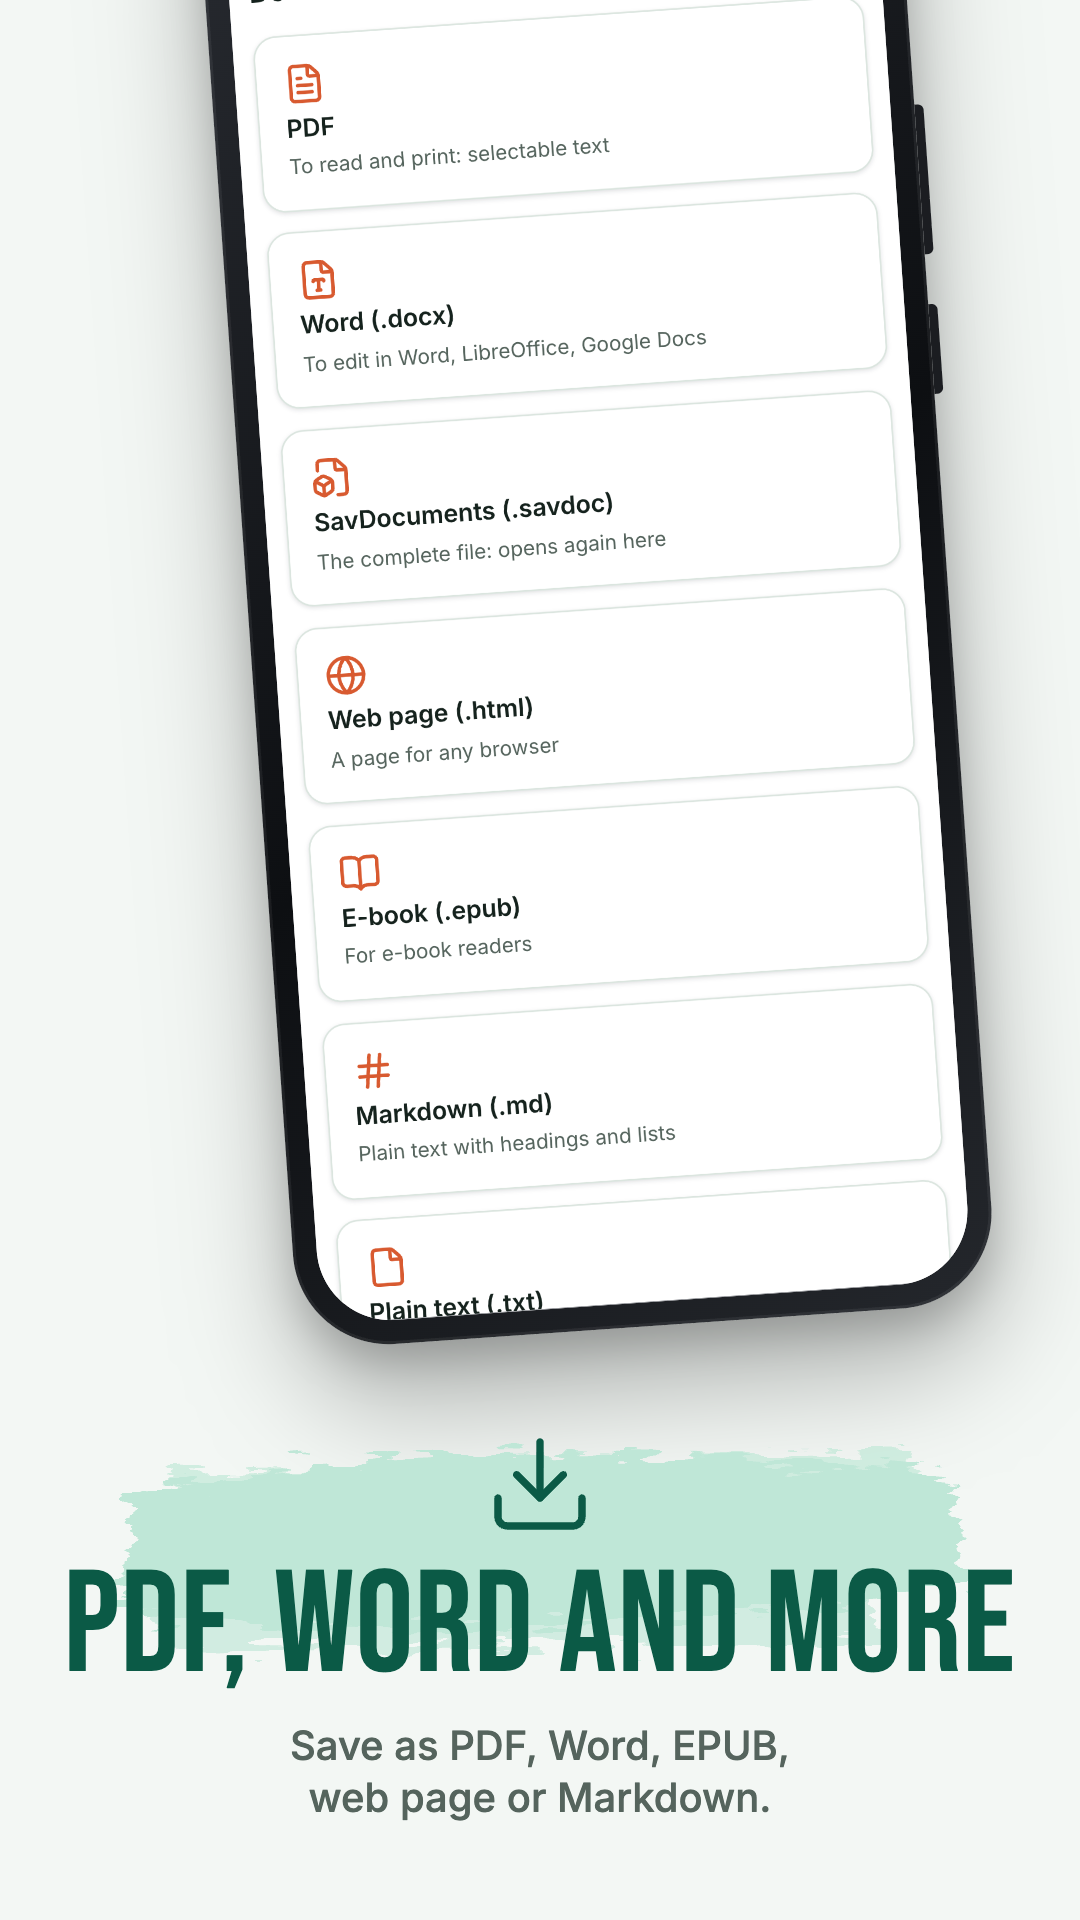 PDF
To read and print: selectable text
Word (.docx)
To edit in Word, LibreOffice, Google Docs
SavDocuments (.savdoc)
The complete file: opens again here
Web page (.html)
A page for any browser
E-book (.epub)
For e-book readers
Markdown (.md)
Plain text with headings and lists
Plain text (.txt)
PDF, WORD AND MORE
Save as PDF, Word, EPUB,
web page or Markdown.